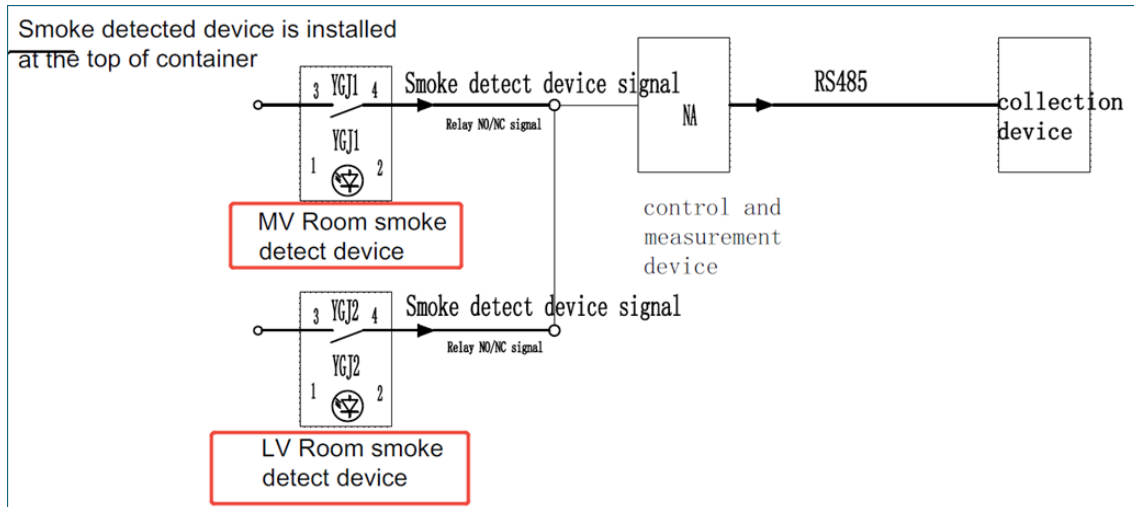 Smoke detected device is installed
at the top of container
3 YGJ1 4
Smoke detect device signal
Relay NO/NC signal
YGJ1
1 2
MV Room smoke
detect device
NA
RS485
collection
device
control and
measurement
device
3 YGJ2 4
Smoke detect device signal
Relay NO/NC signal
YGJ2
1 2
LV Room smoke
detect device